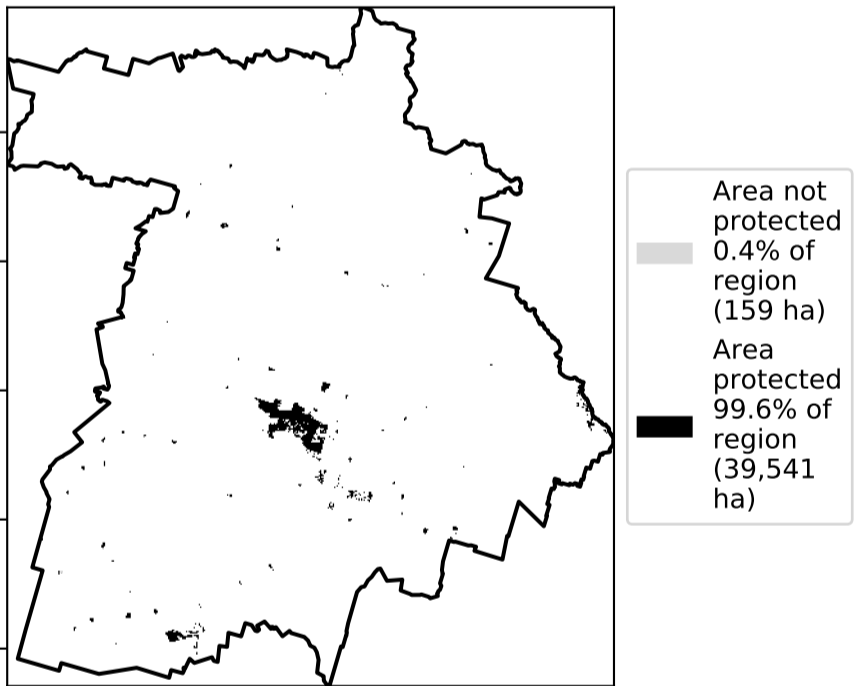 Area not
protected
0.4% of
region
(159 ha)
Area
protected
99.6% of
region
(39,541
ha)